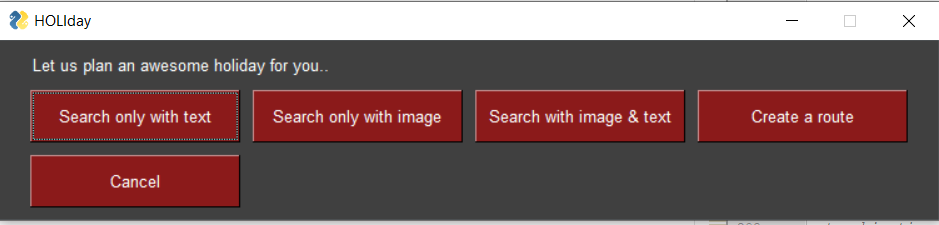 HOLIday
Let us plan an awesome holiday for you..
Search only with text
Search only with image
Search with image & text
Create a route
Cancel